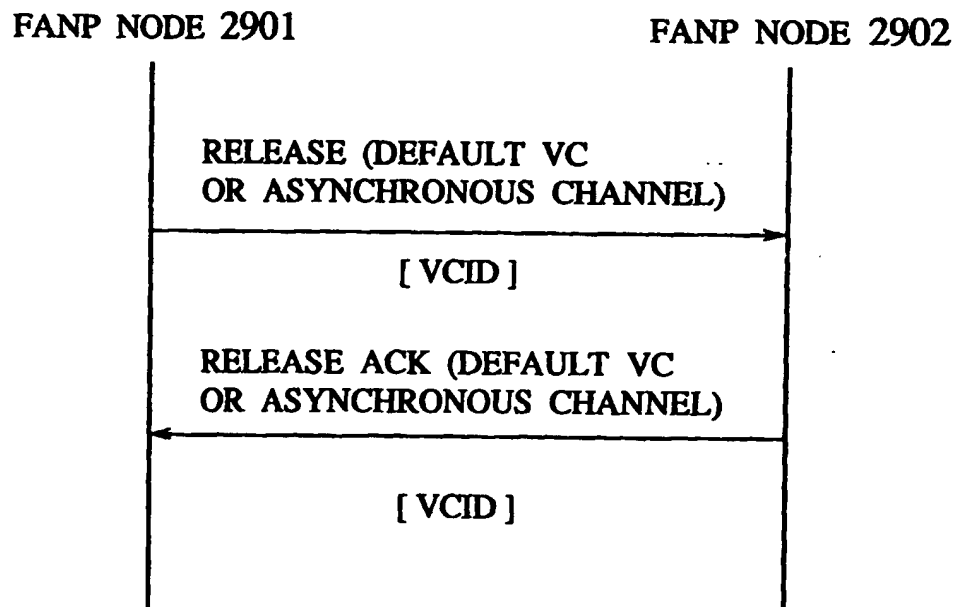 FANP NODE 2901
FANP NODE 2902
RELEASE (DEFAULT VC
OR ASYNCHRONOUS CHANNEL)
[ VCID ]
RELEASE ACK (DEFAULT VC
OR ASYNCHRONOUS CHANNEL)
[ VCID ]